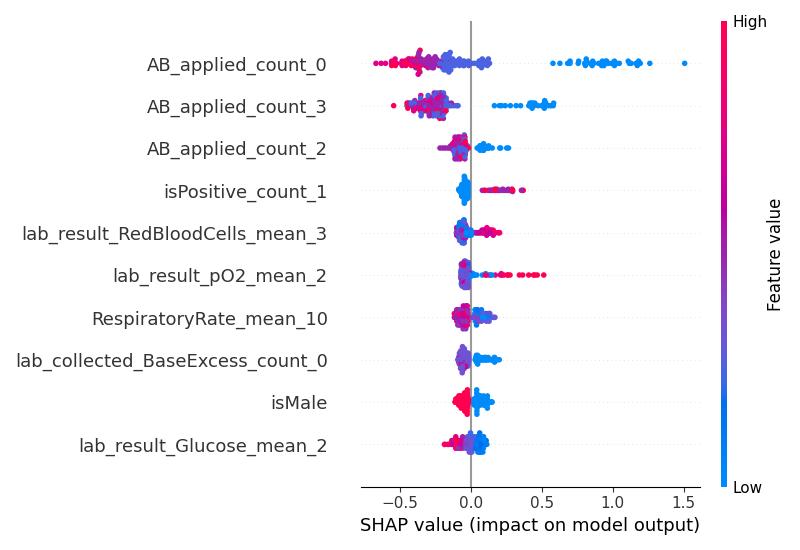 High
AB_applied_count_0
AB_applied_count_3
AB_applied_count_2
isPositive_count_1
lab_result_RedBloodCells_mean_3
lab_result_pO2_mean_2
RespiratoryRate_mean_10
lab_collected_BaseExcess_count_0
isMale
lab_result_Glucose_mean_2
Feature value
Low
−0.5 0.0 0.5 1.0 1.5
SHAP value (impact on model output)